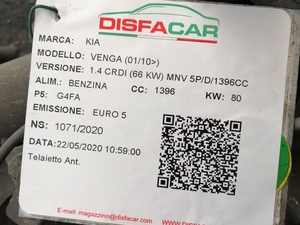 DISFACAR
MARCA: KIA
MODELLO: VENGA (01/10>)
VERSIONE: 1.4 CRDI (66 KW) MNV 5P/D/1396CC
ALIM.: BENZINA CC: 1396 KW: 80
P5: G4FA
EMISSIONE: EURO 5
NS: 1071/2020
DATA:22/05/2020 10:59:00
Telaietto Ant.
E-mail: magazzino@disfacar.com